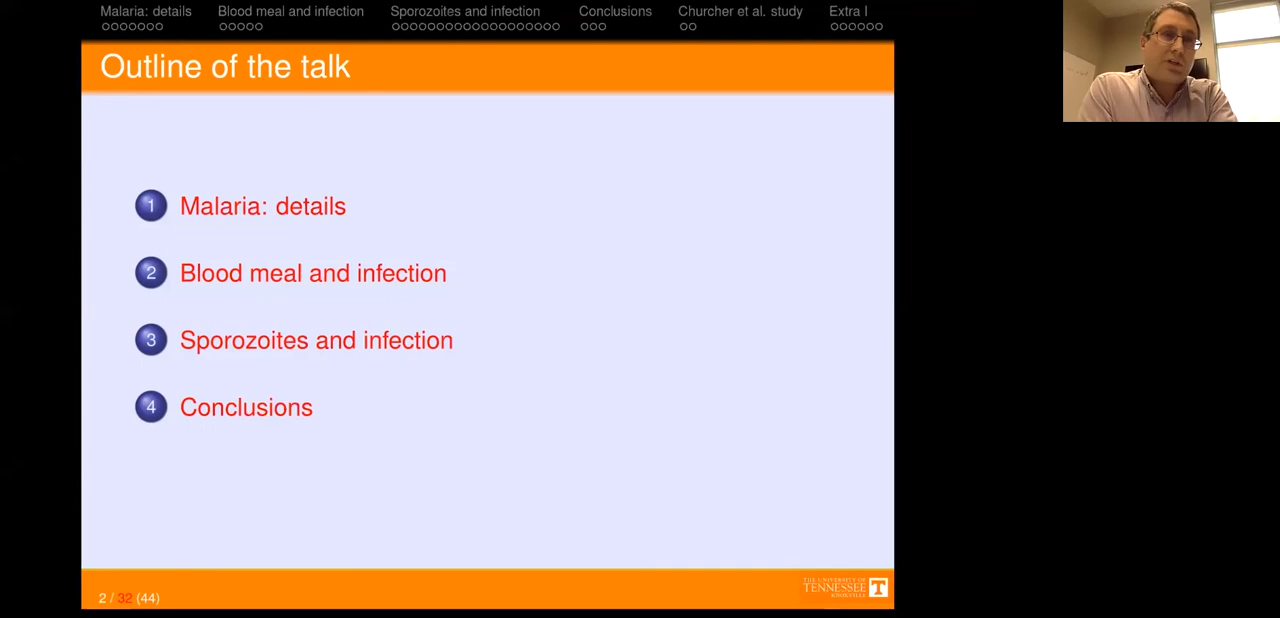 Malaria: details Blood meal and infection Sporozoites and infection Conclusions Churcher et al. study Extra I
Outline of the talk
1 Malaria: details
2 Blood meal and infection
3 Sporozoites and infection
4 Conclusions
THE UNIVERSITY OF
TENNESSEE T
KNOXVILLE
2 / 32 (44)